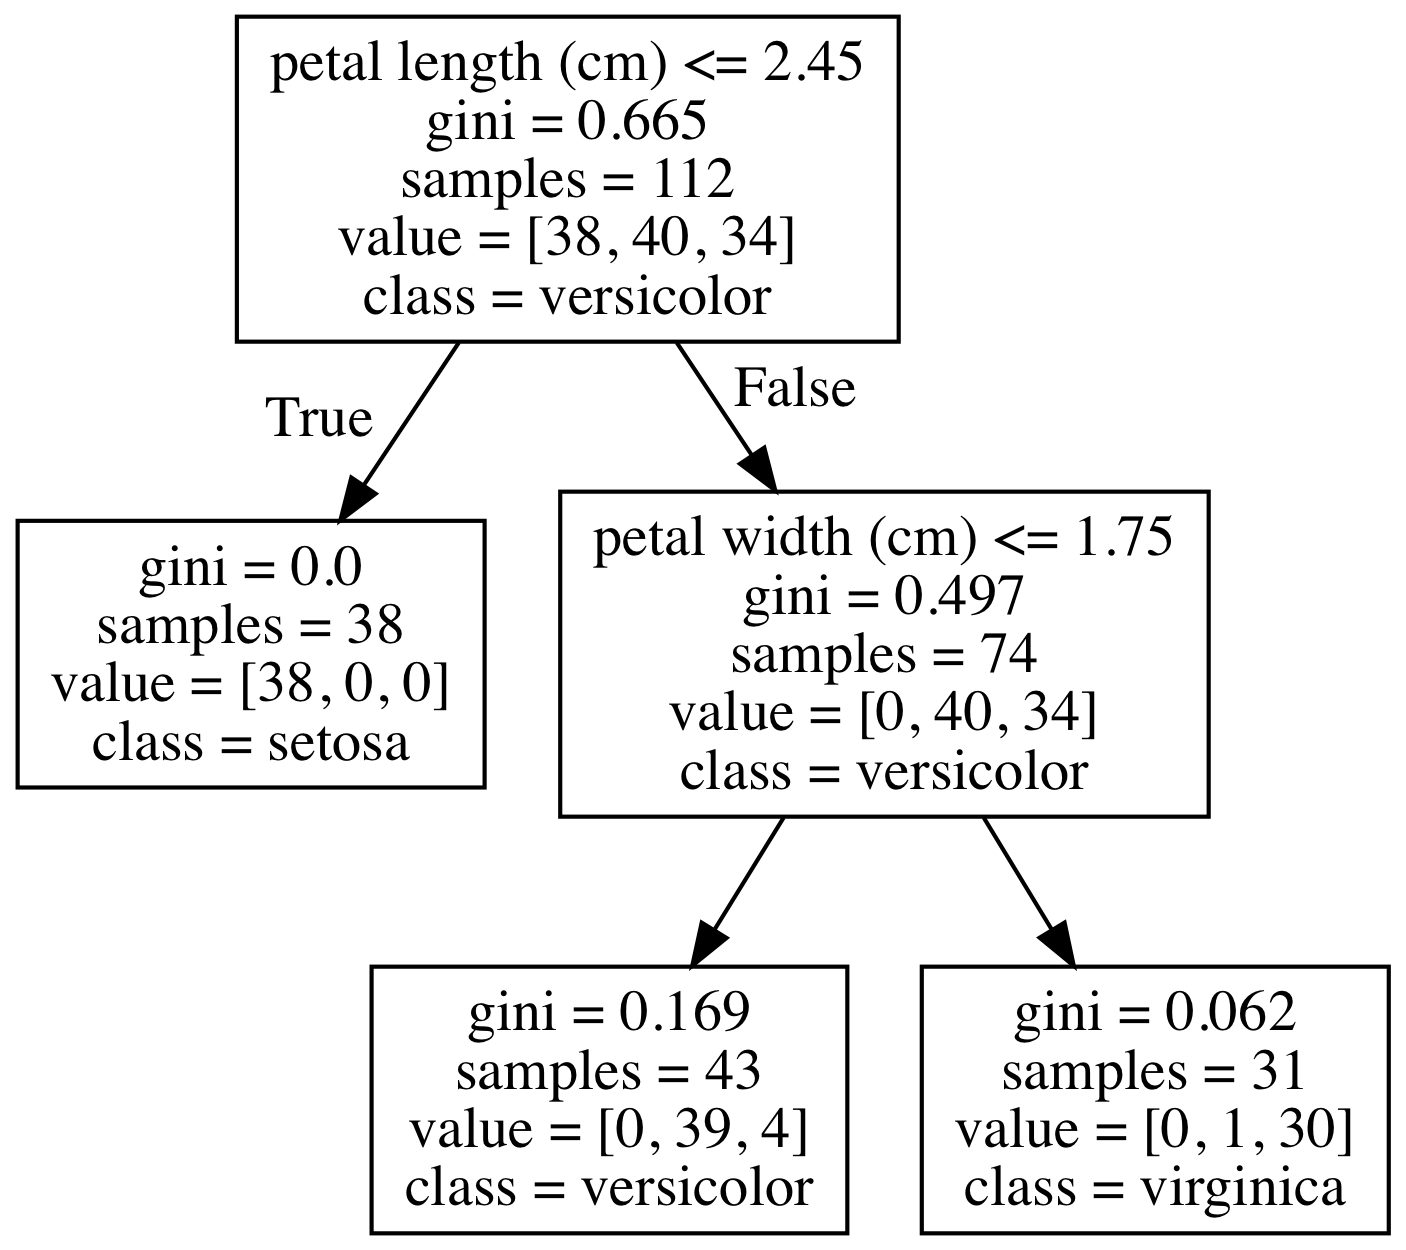 petal length (cm) <= 2.45
gini = 0.665
samples = 112
value = [38, 40, 34]
class = versicolor
True
False
gini = 0.0
samples = 38
value = [38, 0, 0]
class = setosa
petal width (cm) <= 1.75
gini = 0.497
samples = 74
value = [0, 40, 34]
class = versicolor
gini = 0.169
samples = 43
value = [0, 39, 4]
class = versicolor
gini = 0.062
samples = 31
value = [0, 1, 30]
class = virginica